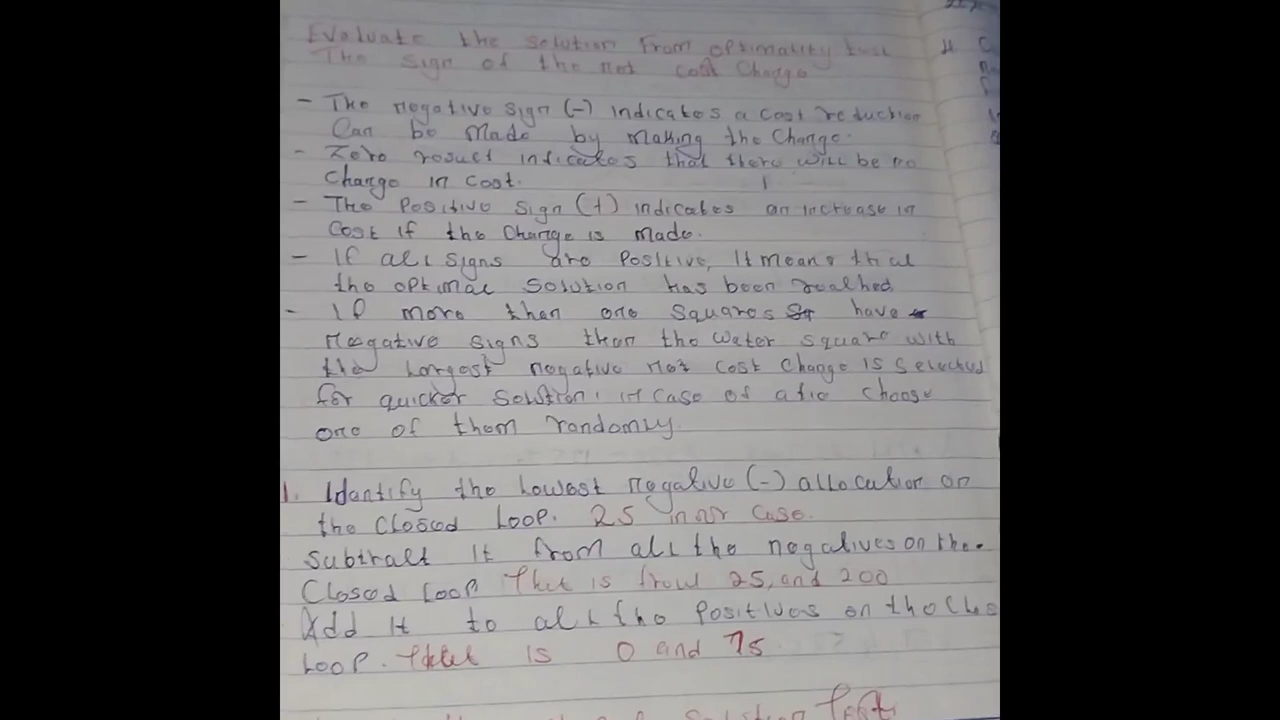 Evaluate the solution from optimality test
The sign of the net cost change
- The negative sign (-) indicates a cost reduction
Can be made by making the change.
- Zero result indicates that there will be no
change in cost.
- The positive sign (+) indicates an increase in
cost if the change is made.
- If all signs are positive, it means that
the optimal solution has been reached
- If more than one squares have
negative signs than the water square with
the largest negative net cost change is selected
for quicker solution. in case of a tie choose
one of them randomly
1. Identify the lowest negative (-) allocation on
the closed loop. 25 in our case.
subtract it from all the negatives on the.
Closed loop that is from 25, and 200
Add it to all the positives on the Clos
Loop. that is 0 and 75
Solution Test